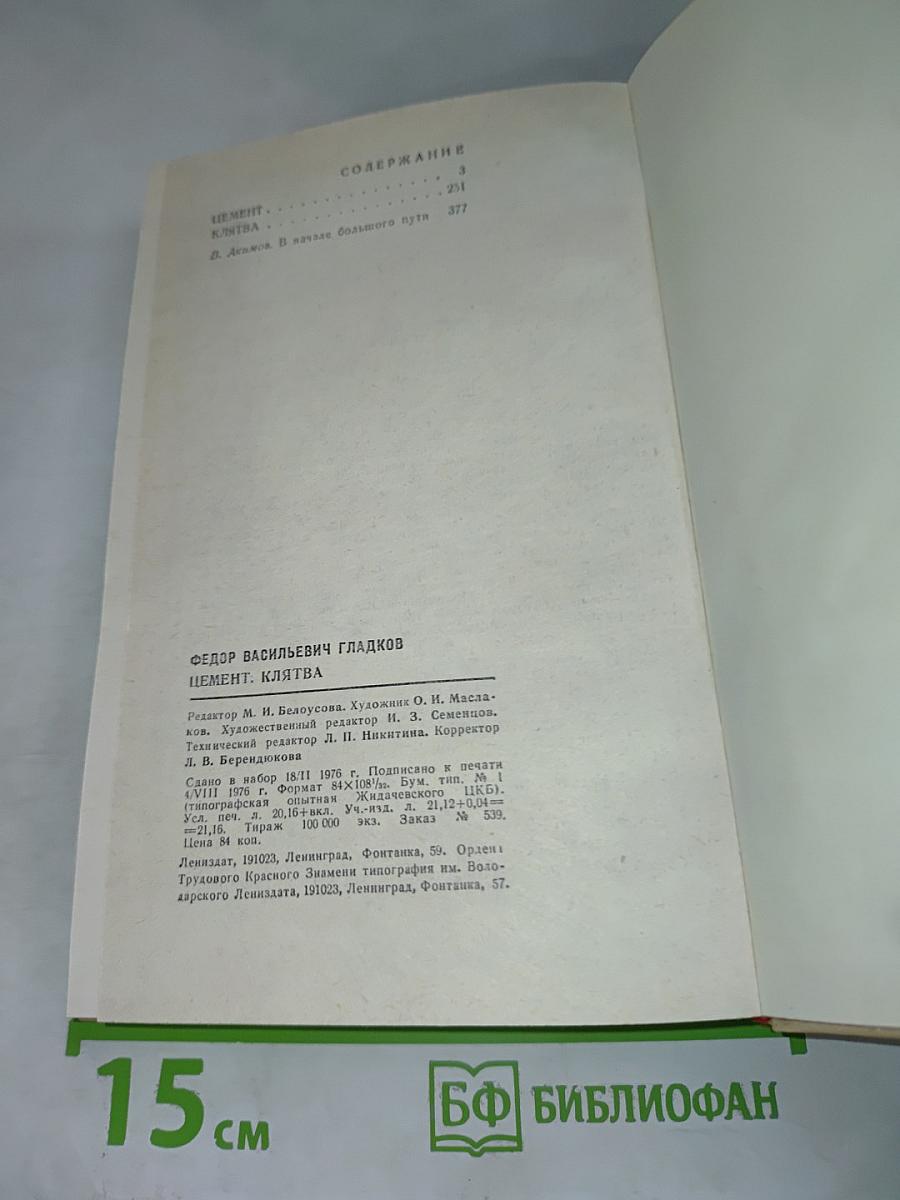 СОДЕРЖАНИЕ
ЦЕМЕНТ . . . . . . . . . . . . . . 3
КЛЯТВА . . . . . . . . . . . . . . 251
В. Акимов. В начале большого пути 377
ФЕДОР ВАСИЛЬЕВИЧ ГЛАДКОВ
ЦЕМЕНТ. КЛЯТВА
Редактор М. И. Белоусова. Художник О. И. Масла-
ков. Художественный редактор И. З. Семенцов.
Технический редактор Л. П. Никитина. Корректор
Л. В. Берендюкова
Сдано в набор 18/II 1976 г. Подписано к печати
4/VIII 1976 г. Формат 84×108¹/₃₂. Бум. тип. № 1
(типографская опытная Жидачевского ЦКБ).
Усл. печ. л. 20,16+вкл. Уч.-изд. л. 21,12+0,04=
=21,16. Тираж 100 000 экз. Заказ № 539.
Цена 84 коп.
Лениздат, 191023, Ленинград, Фонтанка, 59. Ордена
Трудового Красного Знамени типография им. Воло-
дарского Лениздата, 191023, Ленинград, Фонтанка, 57.
15 см
БФ БИБЛИОФАН